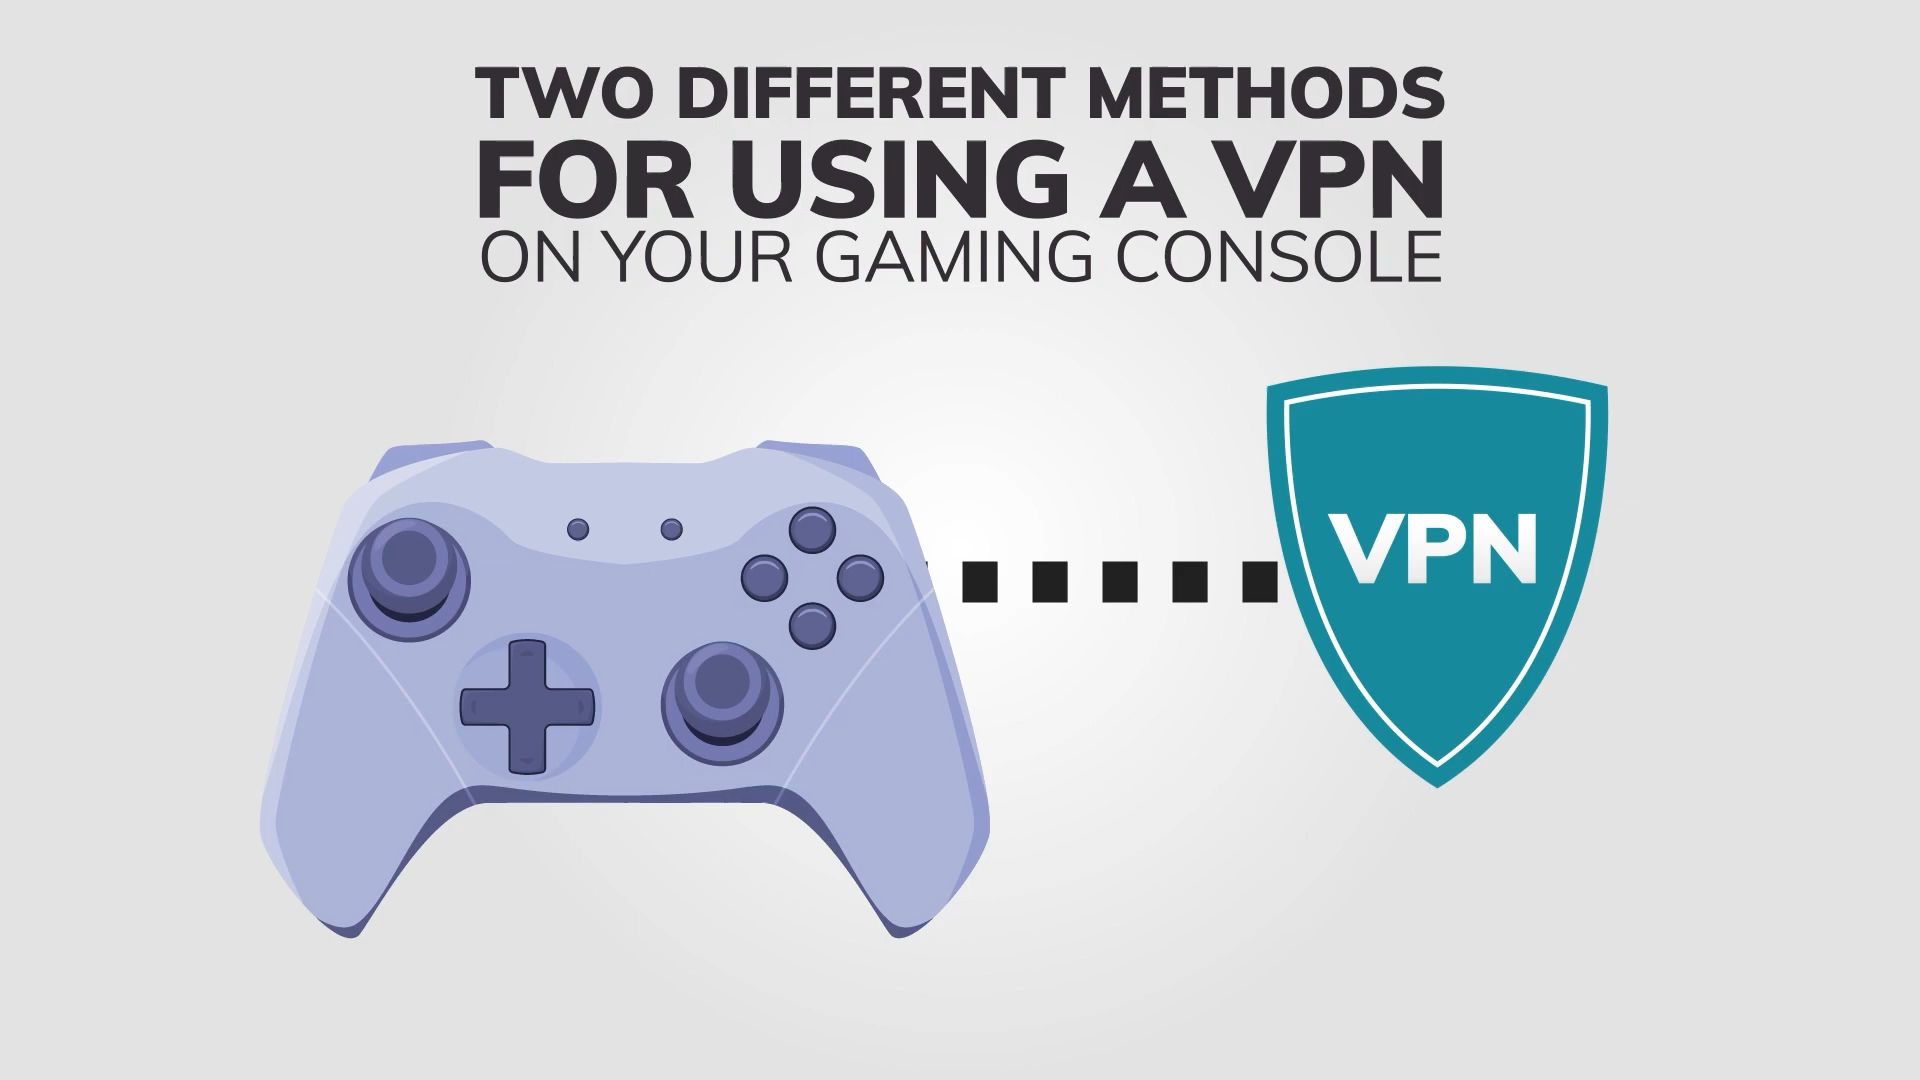 TWO DIFFERENT METHODS
FOR USING A VPN
ON YOUR GAMING CONSOLE
VPN